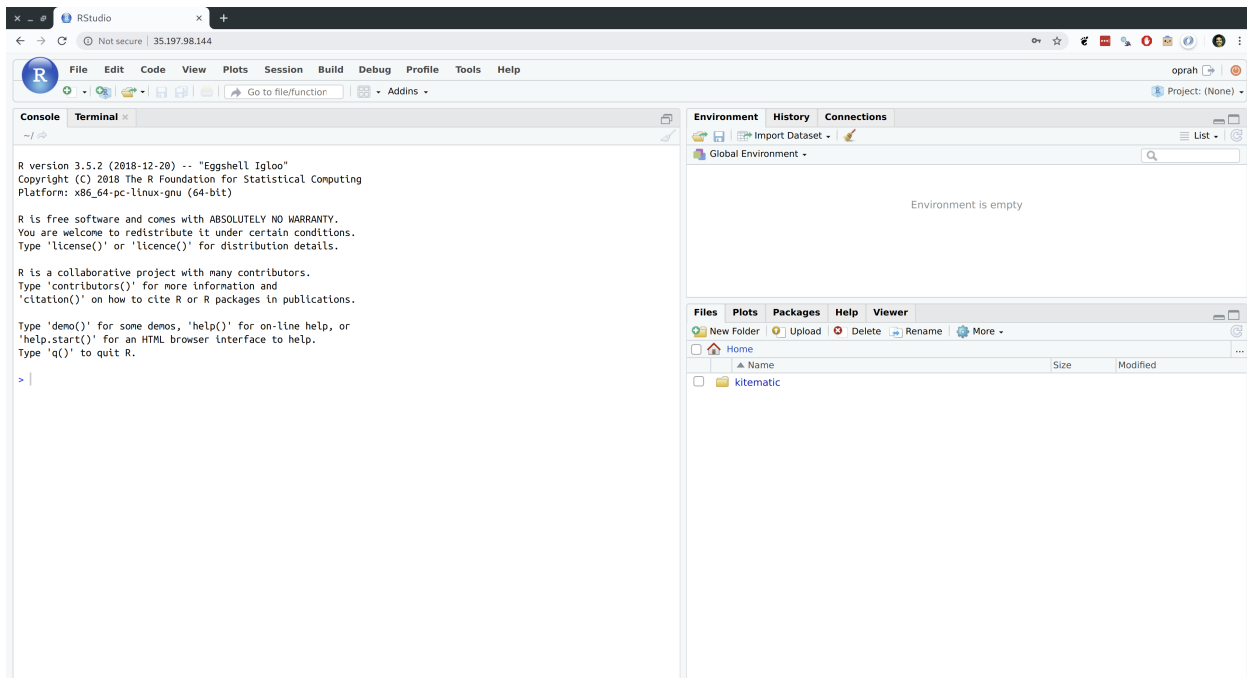 RStudio
Not secure | 35.197.98.144
R
File Edit Code View Plots Session Build Debug Profile Tools Help
oprah
Go to file/function
Addins
Project: (None)
Console Terminal
~/
R version 3.5.2 (2018-12-20) -- "Eggshell Igloo"
Copyright (C) 2018 The R Foundation for Statistical Computing
Platform: x86_64-pc-linux-gnu (64-bit)
R is free software and comes with ABSOLUTELY NO WARRANTY.
You are welcome to redistribute it under certain conditions.
Type 'license()' or 'licence()' for distribution details.
R is a collaborative project with many contributors.
Type 'contributors()' for more information and
'citation()' on how to cite R or R packages in publications.
Type 'demo()' for some demos, 'help()' for on-line help, or
'help.start()' for an HTML browser interface to help.
Type 'q()' to quit R.
>
Environment History Connections
Import Dataset
List
Global Environment
Environment is empty
Files Plots Packages Help Viewer
New Folder Upload Delete Rename More
Home
...
Name Size Modified
kitematic